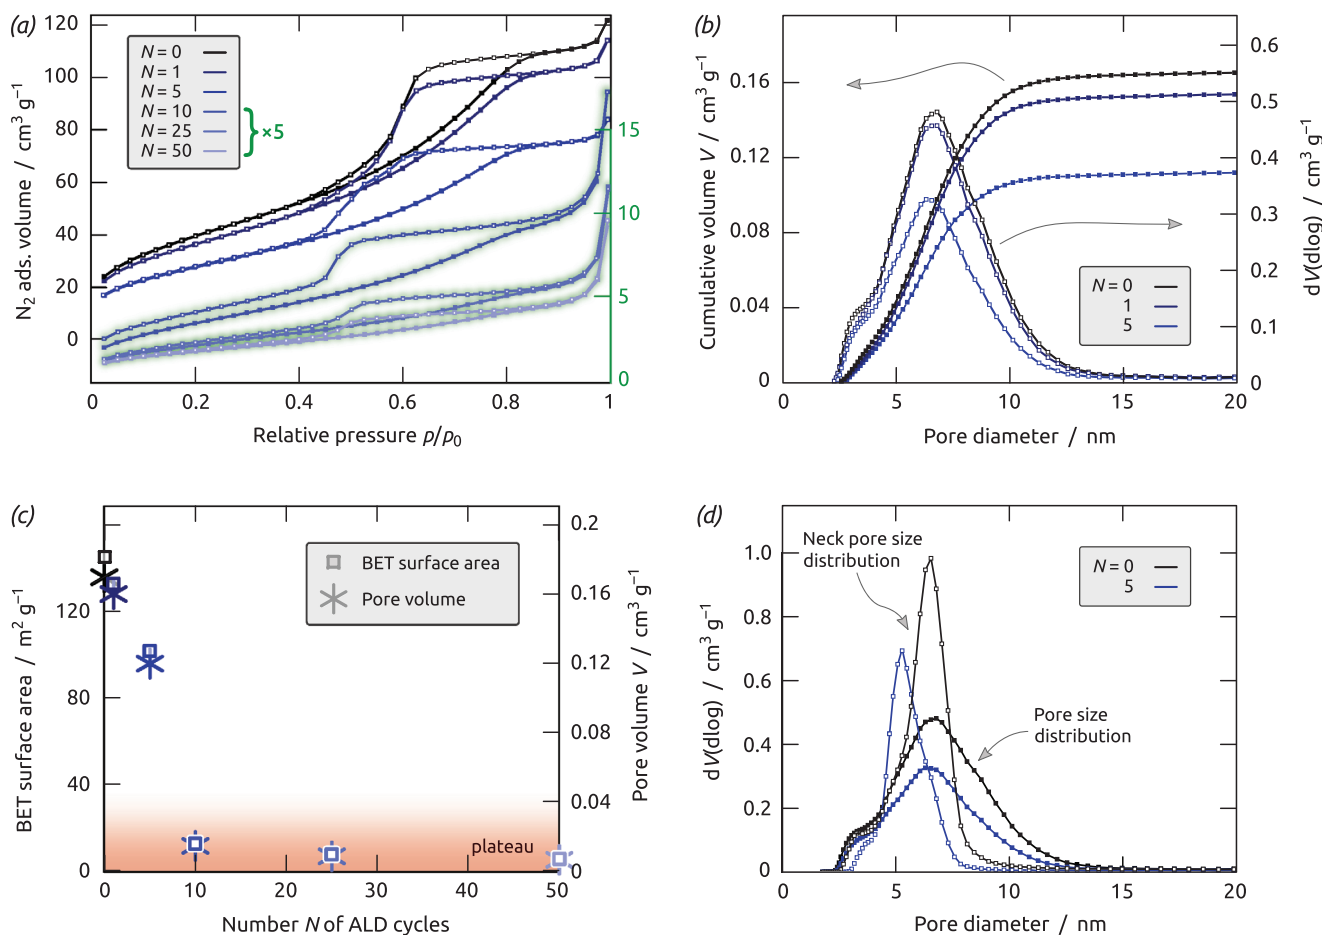 (a)
N = 0
N = 1
N = 5
N = 10
N = 25
N = 50
×5
N₂ ads. volume / cm³ g⁻¹
120
100
80
60
40
20
0
15
10
5
0
0
0.2
0.4
0.6
0.8
1
Relative pressure p/p₀
(b)
Cumulative volume V / cm³ g⁻¹
0.16
0.12
0.08
0.04
0
0.6
0.5
0.4
0.3
0.2
0.1
0
dV(dlog) / cm³ g⁻¹
N = 0
1
5
0
5
10
15
20
Pore diameter / nm
(c)
BET surface area / m² g⁻¹
120
80
40
0
BET surface area
Pore volume
plateau
0.2
0.16
0.12
0.08
0.04
0
Pore volume V / cm³ g⁻¹
0
10
20
30
40
50
Number N of ALD cycles
(d)
dV(dlog) / cm³ g⁻¹
1.0
0.8
0.6
0.4
0.2
0
Neck pore size
distribution
N = 0
5
Pore size
distribution
0
5
10
15
20
Pore diameter / nm